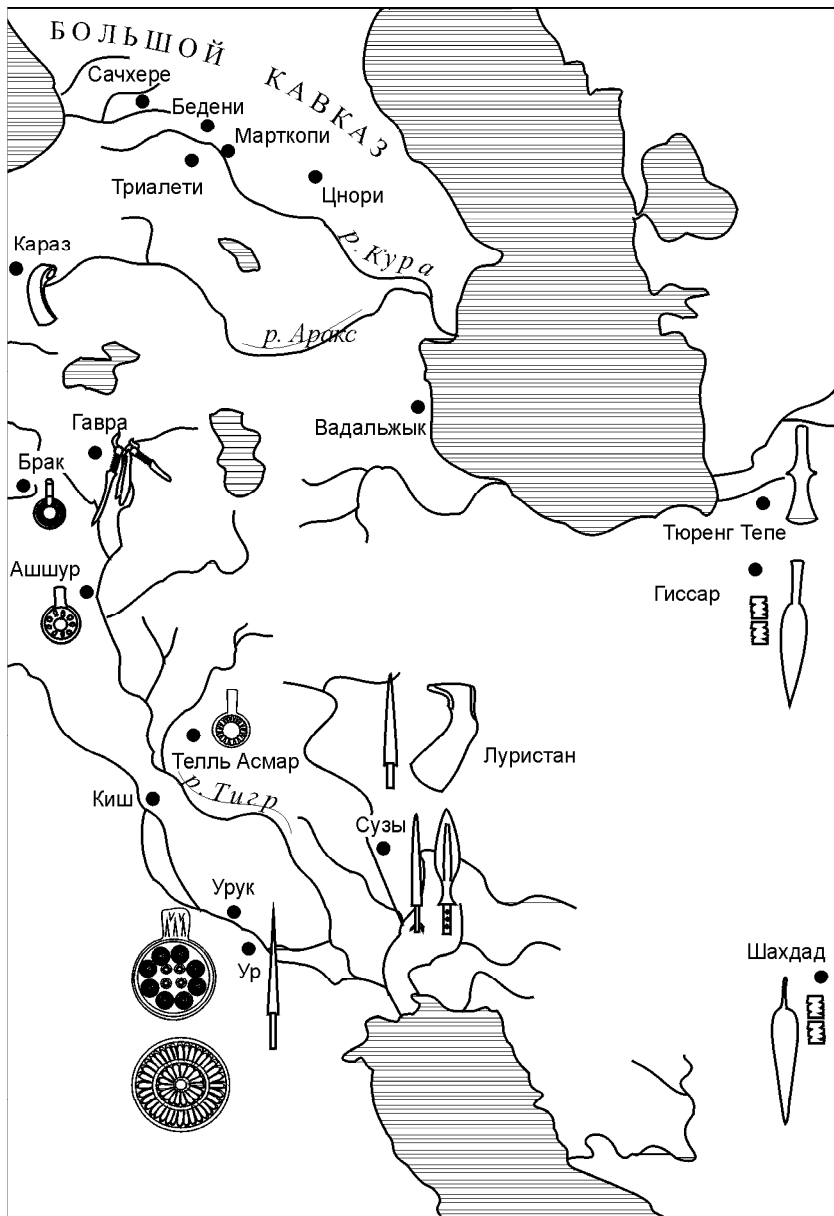 БОЛЬШОЙ КАВКАЗ
Сачхере
Бедени
Марткопи
Триалети
Цнори
р. Кура
Караз
р. Аракс
Гавра
Вадальжык
Брак
Тюренг Тепе
Ашшур
Гиссар
Телль Асмар
Луристан
р. Тигр
Киш
Сузы
Урук
Ур
Шахдад